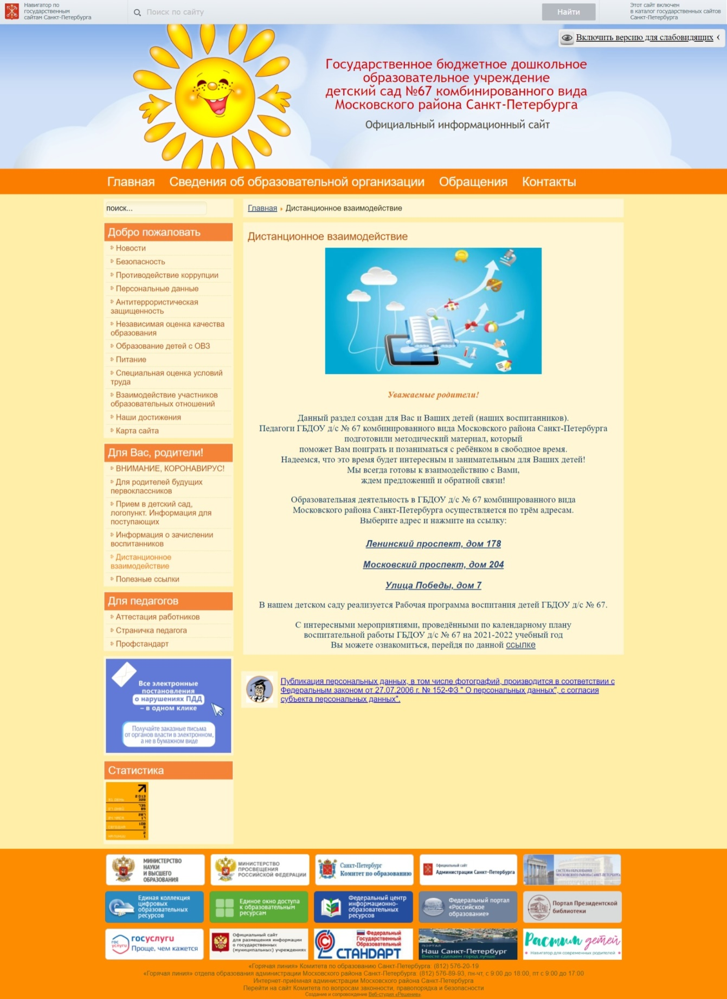 Навигатор по
государственным
сайтам Санкт-Петербурга
Поиск по сайту
Найти
Этот сайт включен
в каталог государственных сайтов
Санкт-Петербурга
Включить версию для слабовидящих
Государственное бюджетное дошкольное
образовательное учреждение
детский сад №67 комбинированного вида
Московского района Санкт-Петербурга
Официальный информационный сайт
Главная
Сведения об образовательной организации
Обращения
Контакты
поиск...
Добро пожаловать
Новости
Безопасность
Противодействие коррупции
Персональные данные
Антитеррористическая
защищенность
Независимая оценка качества
образования
Образование детей с ОВЗ
Питание
Специальная оценка условий
труда
Взаимодействие участников
образовательных отношений
Наши достижения
Карта сайта
Для Вас, родители!
ВНИМАНИЕ, КОРОНАВИРУС!
Для родителей будущих
первоклассников
Прием в детский сад,
логопункт. Информация для
поступающих
Информация о зачислении
воспитанников
Дистанционное
взаимодействие
Полезные ссылки
Для педагогов
Аттестация работников
Страничка педагога
Профстандарт
Все электронные
постановления
о нарушениях ПДД
– в одном клике
Получайте заказные письма
от органов власти в электронном,
а не в бумажном виде
Статистика
Главная Дистанционное взаимодействие
Дистанционное взаимодействие
Уважаемые родители!
Данный раздел создан для Вас и Ваших детей (наших воспитанников).
Педагоги ГБДОУ д/с № 67 комбинированного вида Московского района Санкт-Петербурга
подготовили методический материал, который
поможет Вам поиграть и позаниматься с ребёнком в свободное время.
Надеемся, что это время будет интересным и занимательным для Ваших детей!
Мы всегда готовы к взаимодействию с Вами,
ждем предложений и обратной связи!
Образовательная деятельность в ГБДОУ д/с № 67 комбинированного вида
Московского района Санкт-Петербурга осуществляется по трём адресам.
Выберите адрес и нажмите на ссылку:
Ленинский проспект, дом 178
Московский проспект, дом 204
Улица Победы, дом 7
В нашем детском саду реализуется Рабочая программа воспитания детей ГБДОУ д/с № 67.
С интересными мероприятиями, проведёнными по календарному плану
воспитательной работы ГБДОУ д/с № 67 на 2021-2022 учебный год
Вы можете ознакомиться, перейдя по данной ссылке
Публикация персональных данных, в том числе фотографий, производится в соответствии с
Федеральным законом от 27.07.2006 г. № 152-ФЗ " О персональных данных", с согласия
субъекта персональных данных".
МИНИСТЕРСТВО
НАУКИ
И ВЫСШЕГО
ОБРАЗОВАНИЯ
МИНИСТЕРСТВО
ПРОСВЕЩЕНИЯ
РОССИЙСКОЙ ФЕДЕРАЦИИ
Санкт-Петербург
Комитет по образованию
Официальный сайт
Администрации Санкт-Петербурга
СИСТЕМА ОБРАЗОВАНИЯ
МОСКОВСКОГО РАЙОНА САНКТ-ПЕТЕРБУРГА
Единая коллекция
цифровых
образовательных
ресурсов
Единое окно доступа
к образовательным
ресурсам
Федеральный центр
информационно-
образовательных
ресурсов
Федеральный портал
«Российское
образование»
Портал Президентской
библиотеки
гос
услуги
госуслуги
Проще, чем кажется
Официальный сайт
для размещения информации
о государственных
(муниципальных) учреждениях
Федеральный
Государственный
Образовательный
СТАНДАРТ
ПОРТАЛ
Наш Санкт-Петербург
Вместе сделаем город лучше
Растим детей
Навигатор для современных родителей
«Горячая линия» Комитета по образованию Санкт-Петербурга: (812) 576-20-19
«Горячая линия» отдела образования администрации Московского района Санкт-Петербурга: (812) 576-89-93, пн-чт, с 9:00 до 18:00, пт с 9:00 до 17:00
Интернет-приёмная администрации Московского района Санкт-Петербурга
Перейти на сайт Комитета по вопросам законности, правопорядка и безопасности
Создание и сопровождение Веб-студия «Решение».